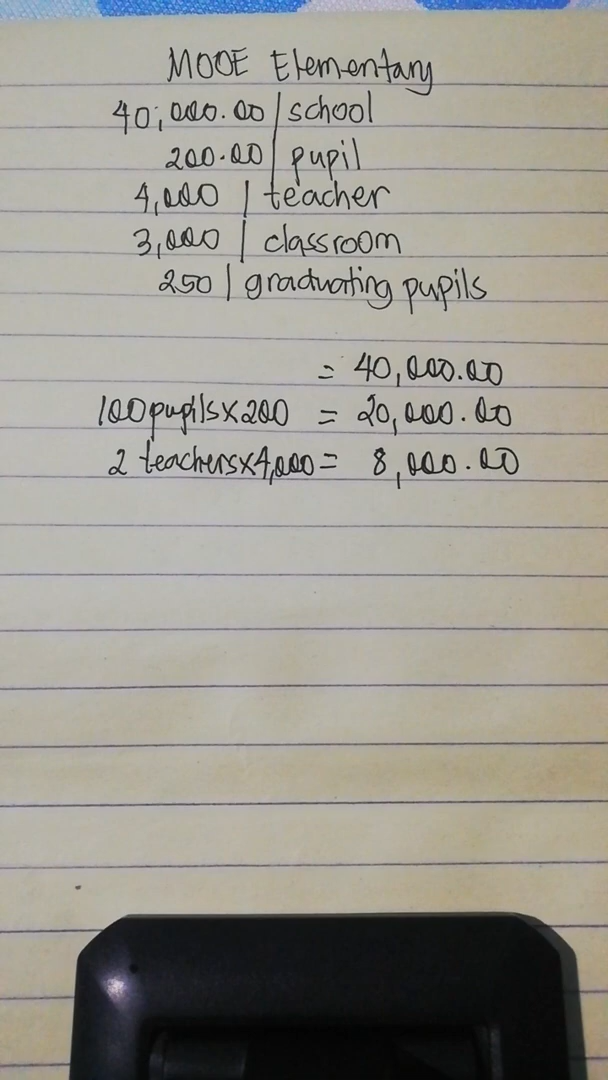 MOOE Elementary
40,000.00 | school
200.00 | pupil
4,000 | teacher
3,000 | classroom
250 | graduating pupils
= 40,000.00
100 pupils x 200 = 20,000.00
2 teachers x 4,000 = 8,000.00